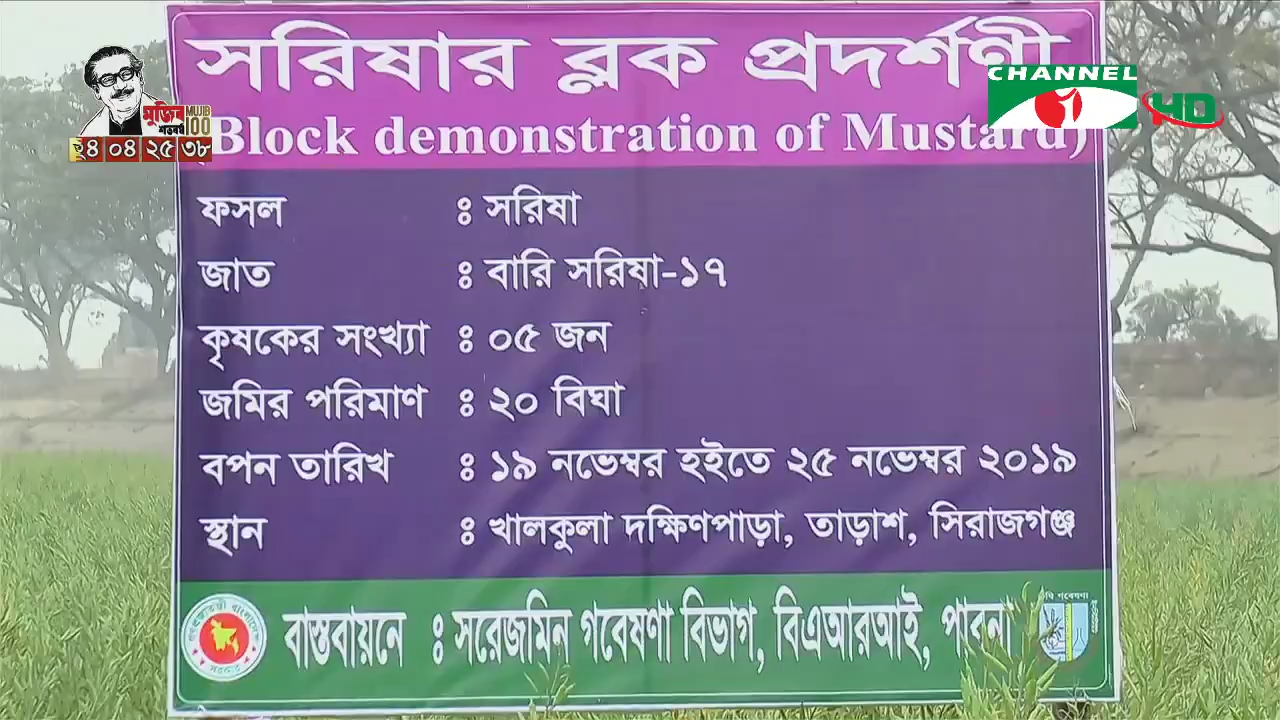 সরিষার ব্লক প্রদর্শণী
(Block demonstration of Mustard)
ফসল : সরিষা
জাত : বারি সরিষা-১৭
কৃষকের সংখ্যা : ০৫ জন
জমির পরিমাণ : ২০ বিঘা
বপন তারিখ : ১৯ নভেম্বর হইতে ২৫ নভেম্বর ২০১৯
স্থান : খালকুলা দক্ষিণপাড়া, তাড়াশ, সিরাজগঞ্জ
বাস্তবায়নে : সরেজমিন গবেষণা বিভাগ, বিএআরআই, পাবনা
CHANNEL
i HD
মুজিব শতবর্ষ
MUJIB 100
২৪ ০৪ ২৫ ৩৮